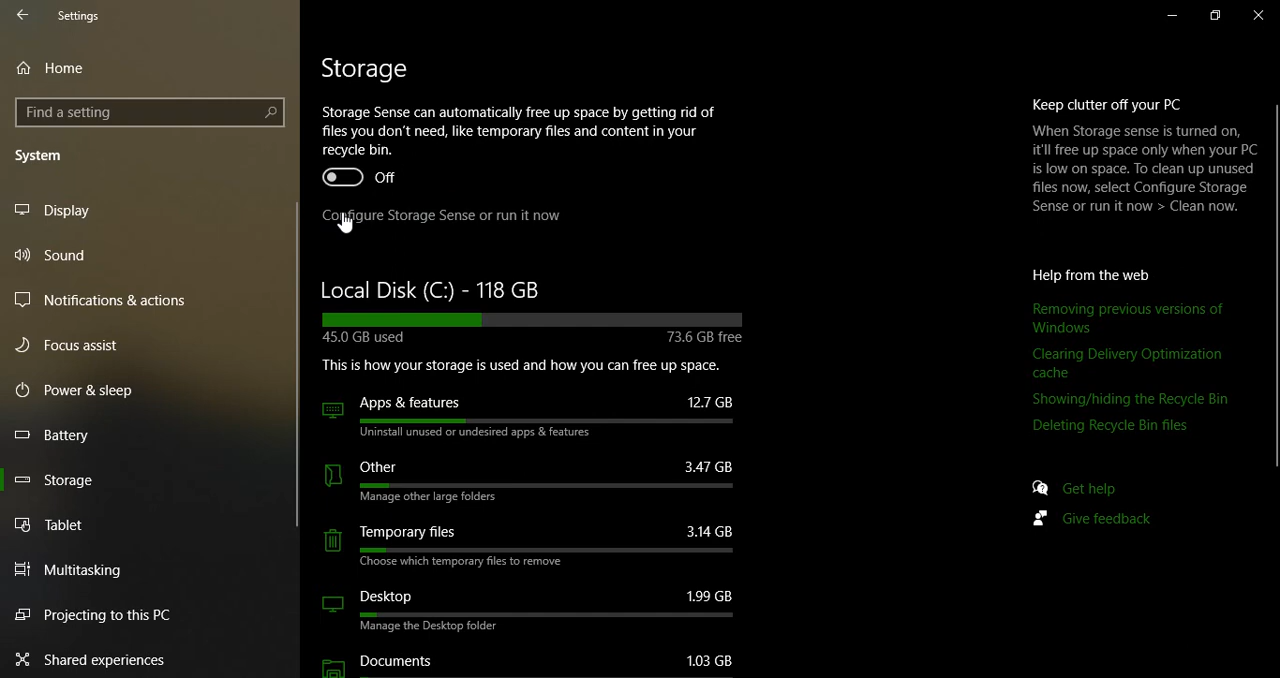 Settings
Home
Find a setting
System
Display
Sound
Notifications & actions
Focus assist
Power & sleep
Battery
Storage
Tablet
Multitasking
Projecting to this PC
Shared experiences
Storage
Storage Sense can automatically free up space by getting rid of
files you don't need, like temporary files and content in your
recycle bin.
Off
Configure Storage Sense or run it now
Local Disk (C:) - 118 GB
45.0 GB used 73.6 GB free
This is how your storage is used and how you can free up space.
Apps & features 12.7 GB
Uninstall unused or undesired apps & features
Other 3.47 GB
Manage other large folders
Temporary files 3.14 GB
Choose which temporary files to remove
Desktop 1.99 GB
Manage the Desktop folder
Documents 1.03 GB
Keep clutter off your PC
When Storage sense is turned on,
it'll free up space only when your PC
is low on space. To clean up unused
files now, select Configure Storage
Sense or run it now > Clean now.
Help from the web
Removing previous versions of
Windows
Clearing Delivery Optimization
cache
Showing/hiding the Recycle Bin
Deleting Recycle Bin files
Get help
Give feedback